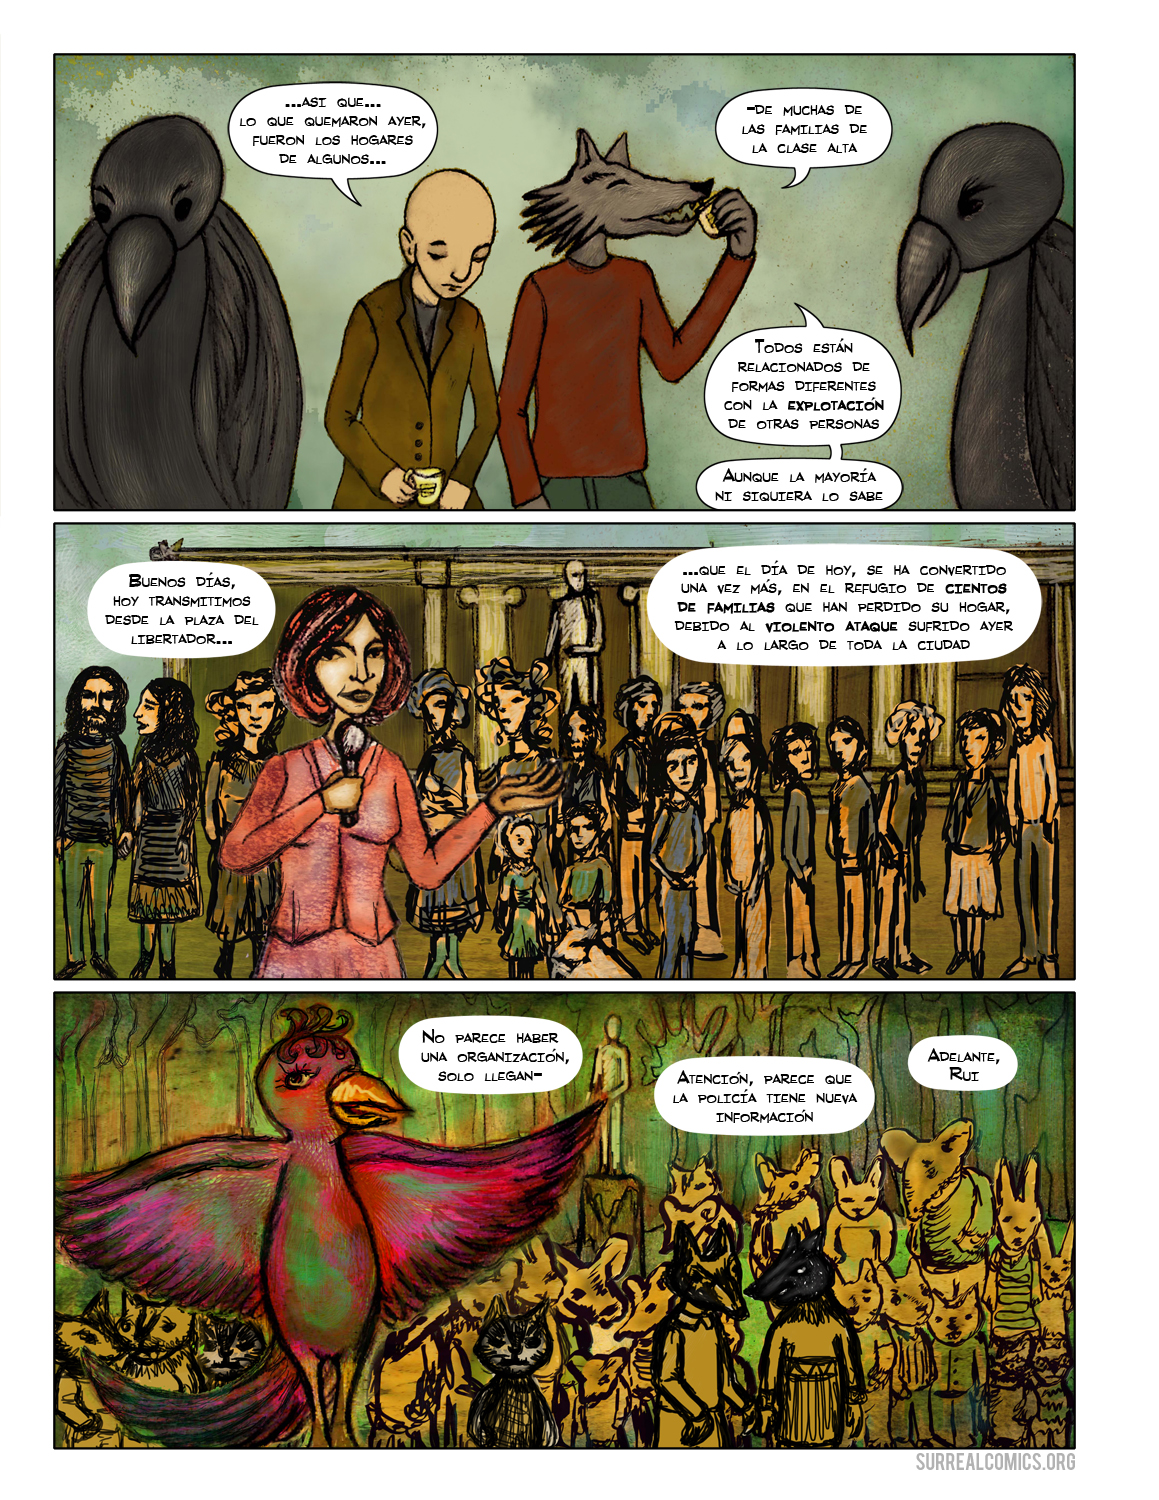 ...ASI QUE...
LO QUE QUEMARON AYER,
FUERON LOS HOGARES
DE ALGUNOS...
-DE MUCHAS DE
LAS FAMILIAS DE
LA CLASE ALTA
TODOS ESTÁN
RELACIONADOS DE
FORMAS DIFERENTES
CON LA EXPLOTACIÓN
DE OTRAS PERSONAS
AUNQUE LA MAYORÍA
NI SIQUIERA LO SABE
BUENOS DÍAS,
HOY TRANSMITIMOS
DESDE LA PLAZA DEL
LIBERTADOR...
...QUE EL DÍA DE HOY, SE HA CONVERTIDO
UNA VEZ MÁS, EN EL REFUGIO DE CIENTOS
DE FAMILIAS QUE HAN PERDIDO SU HOGAR,
DEBIDO AL VIOLENTO ATAQUE SUFRIDO AYER
A LO LARGO DE TODA LA CIUDAD
NO PARECE HABER
UNA ORGANIZACIÓN,
SOLO LLEGAN-
ATENCIÓN, PARECE QUE
LA POLICÍA TIENE NUEVA
INFORMACIÓN
ADELANTE,
RUI
SURREALCOMICS.ORG